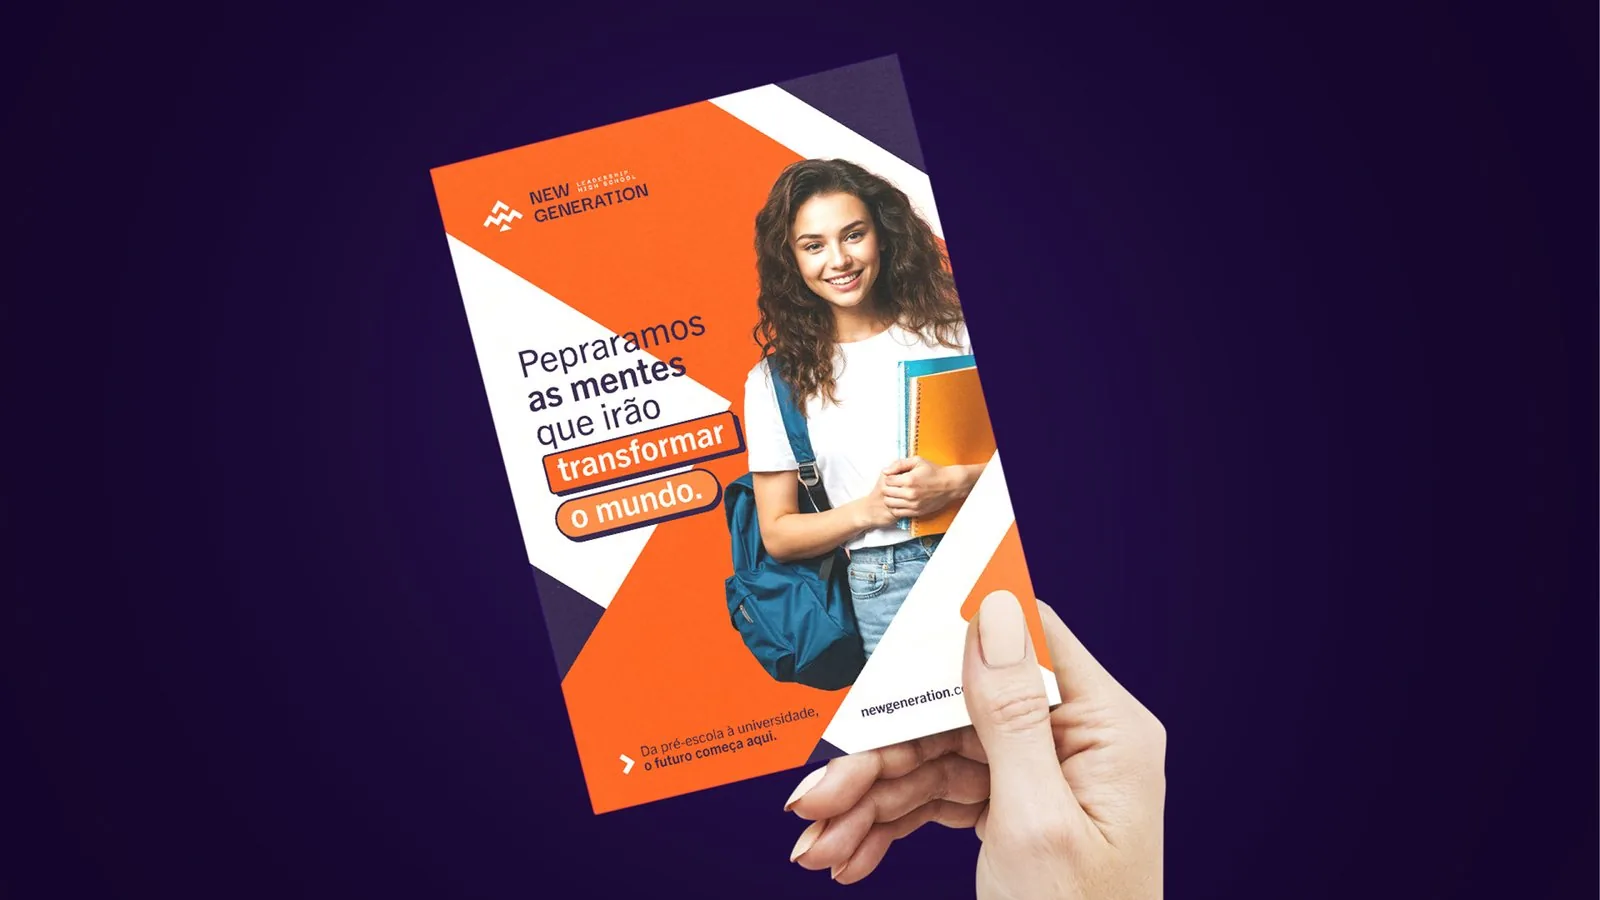 NEW LEADERSHIP
HIGH SCHOOL
GENERATION
Pepraramos
as mentes
que irão
transformar
o mundo.
Da pré-escola à universidade,
o futuro começa aqui.
newgeneration.c